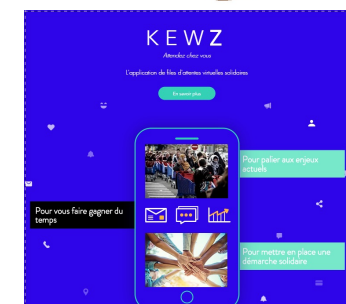 KEWZ
Attendez chez vous
L'application de files d'attentes virtuelles solidaires
En savoir plus
Pour palier aux enjeux
actuels
Pour vous faire gagner du
temps
Pour mettre en place une
démarche solidaire